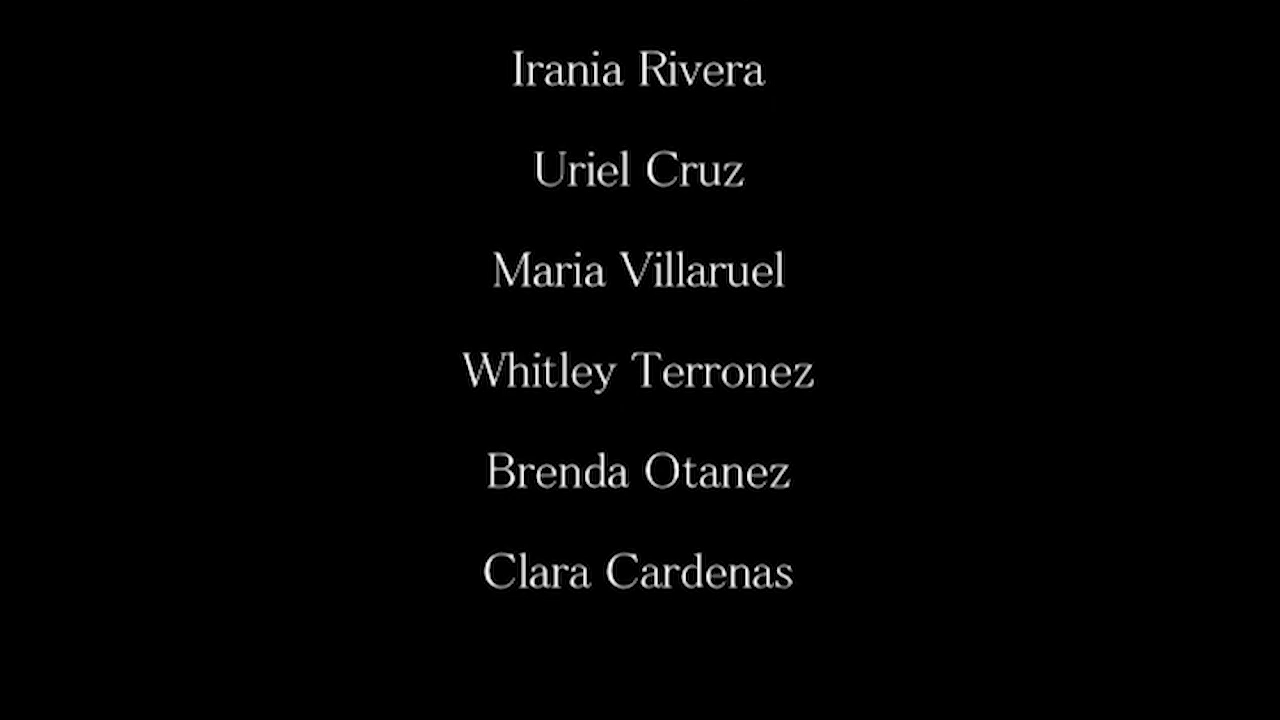 Irania Rivera
Uriel Cruz
Maria Villaruel
Whitley Terronez
Brenda Otanez
Clara Cardenas